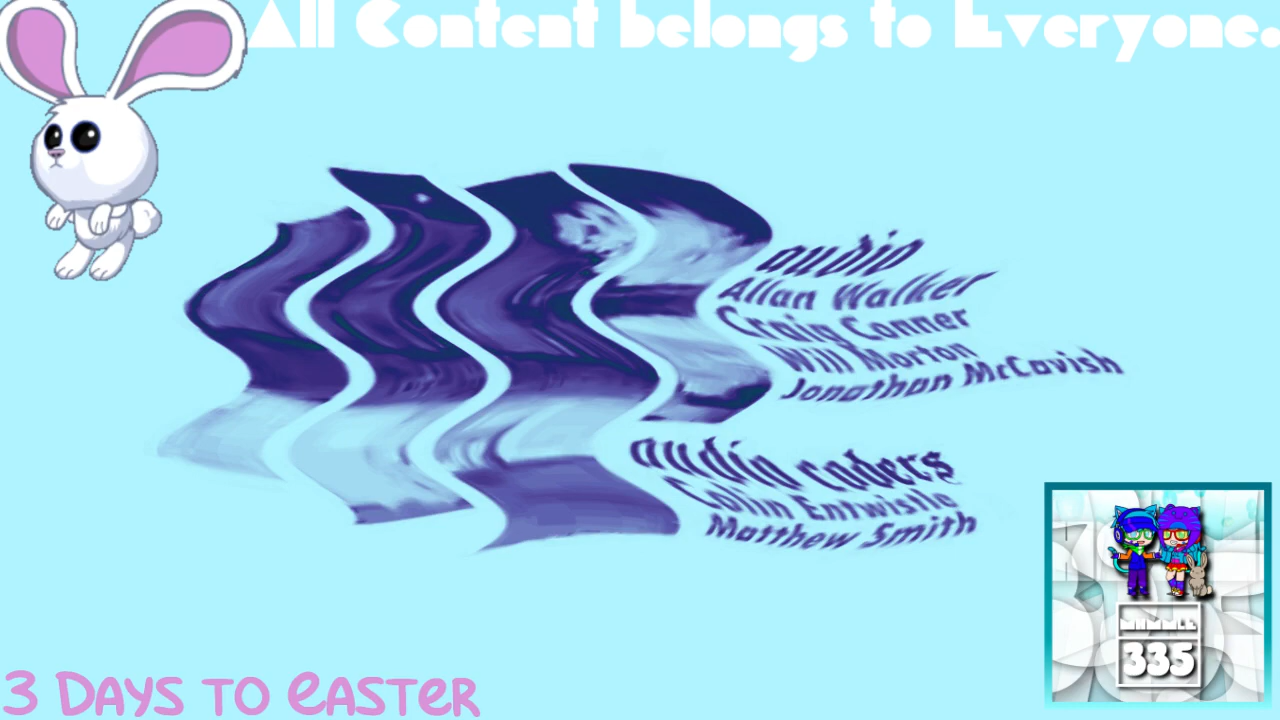 All Content belongs to Everyone.
audio
Allan Walker
Craig Conner
Will Morton
Jonathan McCavish
audio coders
Colin Entwistle
Matthew Smith
335
3 Days to easter